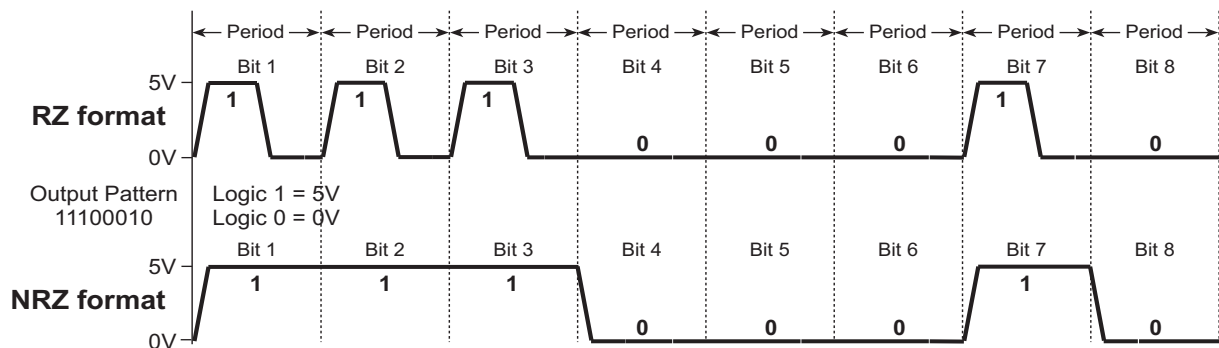 Period Period Period Period Period Period Period Period
Bit 1 Bit 2 Bit 3 Bit 4 Bit 5 Bit 6 Bit 7 Bit 8
5V
1 1 1 1
RZ format
0 0 0 0
0V
Output Pattern Logic 1 = 5V
11100010 Logic 0 = 0V
Bit 1 Bit 2 Bit 3 Bit 4 Bit 5 Bit 6 Bit 7 Bit 8
5V
1 1 1 1
NRZ format
0 0 0 0
0V